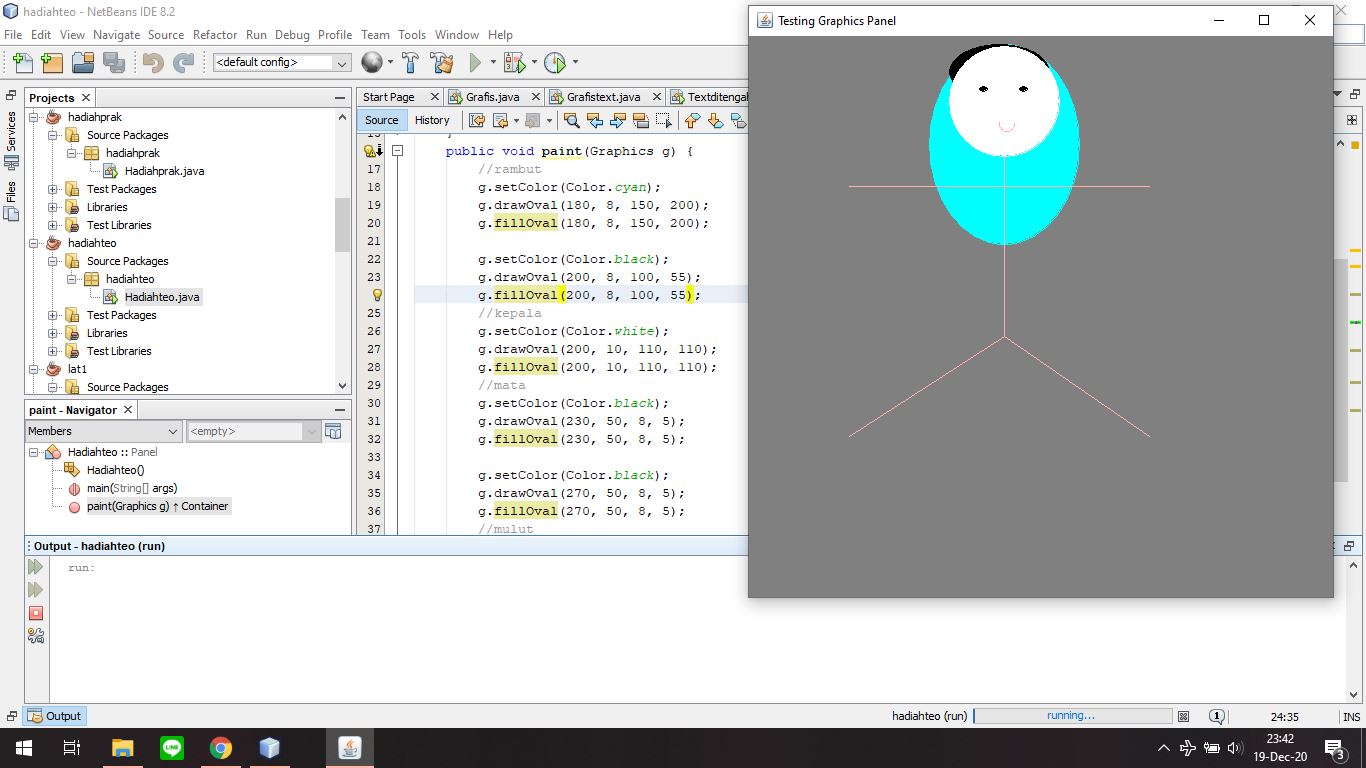 hadiahteo - NetBeans IDE 8.2
File Edit View Navigate Source Refactor Run Debug Profile Team Tools Window Help
<default config>
Projects
hadiahprak
Source Packages
hadiahprak
Hadiahprak.java
Test Packages
Libraries
Test Libraries
hadiahteo
Source Packages
hadiahteo
Hadiahteo.java
Test Packages
Libraries
Test Libraries
lat1
Source Packages
paint - Navigator
Members
<empty>
Hadiahteo :: Panel
Hadiahteo()
main(String[] args)
paint(Graphics g) ↑ Container
Services
Files
Start Page Grafis.java Grafistext.java Textditengah
Source History
public void paint(Graphics g) {
17 //rambut
18 g.setColor(Color.cyan);
19 g.drawOval(180, 8, 150, 200);
20 g.fillOval(180, 8, 150, 200);
21
22 g.setColor(Color.black);
23 g.drawOval(200, 8, 100, 55);
g.fillOval(200, 8, 100, 55);
25 //kepala
26 g.setColor(Color.white);
27 g.drawOval(200, 10, 110, 110);
28 g.fillOval(200, 10, 110, 110);
29 //mata
30 g.setColor(Color.black);
31 g.drawOval(230, 50, 8, 5);
32 g.fillOval(230, 50, 8, 5);
33
34 g.setColor(Color.black);
35 g.drawOval(270, 50, 8, 5);
36 g.fillOval(270, 50, 8, 5);
37 //mulut
Testing Graphics Panel
Output - hadiahteo (run)
run:
Output
hadiahteo (run) running... 1 24:35 INS
LINE
23:42
19-Dec-20
3